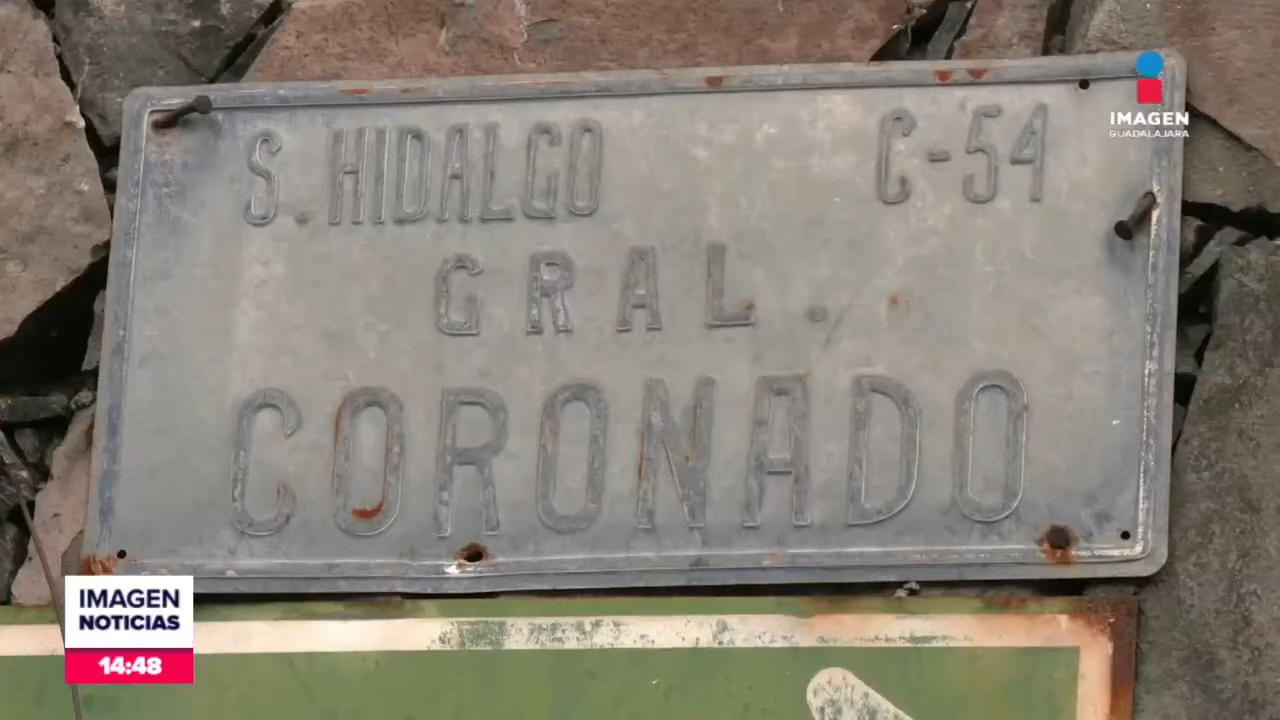 S. HIDALGO C-54
GRAL.
CORONADO
IMAGEN
GUADALAJARA
IMAGEN
NOTICIAS
14:48